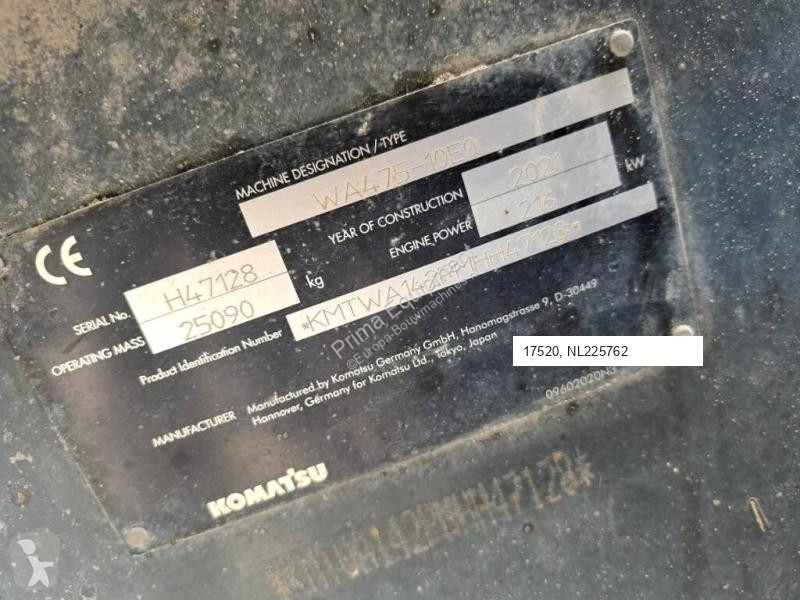 MACHINE DESIGNATION / TYPE
WA475-10E0
YEAR OF CONSTRUCTION
2021
ENGINE POWER
216
kW
CE
SERIAL No.
H47128
OPERATING MASS
25090
kg
Product Identification Number
MANUFACTURER
Manufactured by Komatsu Germany GmbH, Hanomagstrasse 9, D-30449
Hannover, Germany for Komatsu Ltd., Tokyo, Japan
17520, NL225762
KOMATSU